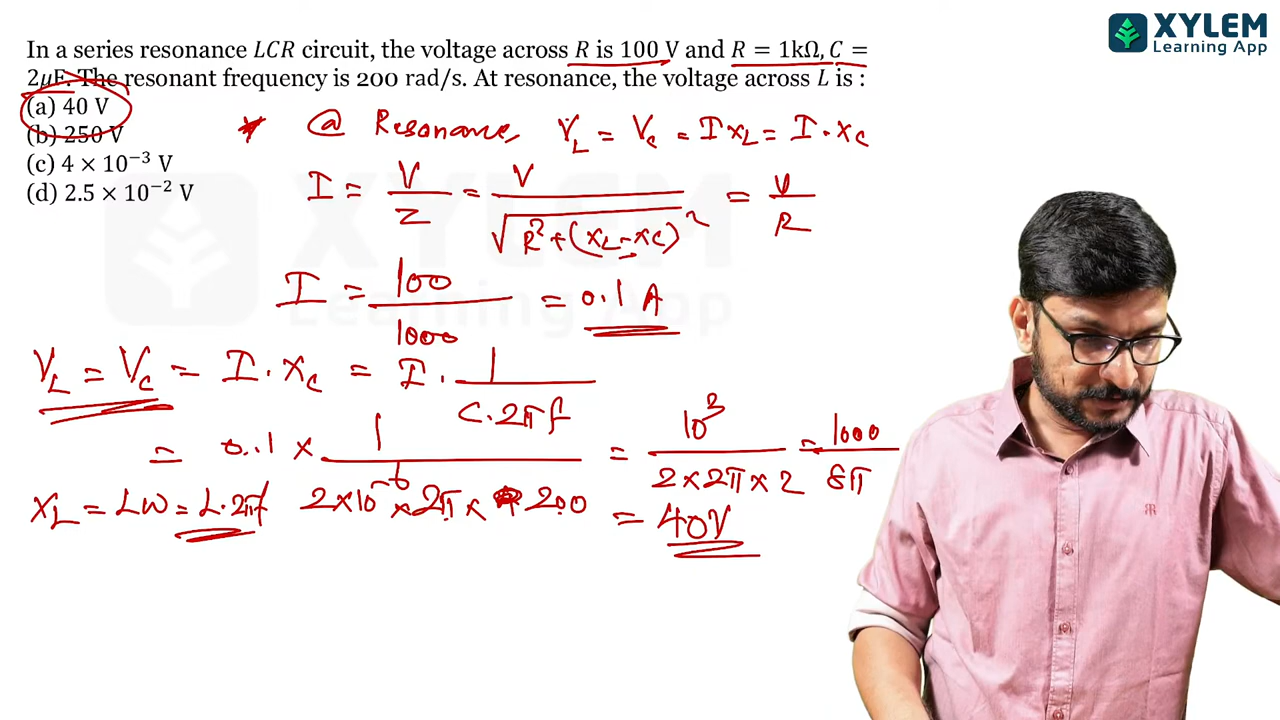 XYLEM
Learning App
In a series resonance LCR circuit, the voltage across R is 100 V and R = 1kΩ, C =
2μF. The resonant frequency is 200 rad/s. At resonance, the voltage across L is :
(a) 40 V
(b) 250 V
(c) 4 × 10⁻³ V
(d) 2.5 × 10⁻² V
* @ Resonance, V_L = V_C = I X_L = I · X_C
I = V/Z = V/√(R² + (X_L - X_C)²) = V/R
I = 100/1000 = 0.1 A
V_L = V_C = I · X_C = I · 1/(C · 2πf)
= 0.1 × 1/(2 × 10⁻⁶ × 2π × 200) = 10³/(2 × 2π × 2) = 1000/8π
X_L = Lω = L · 2πf
= 40V
XYLEM
Learning App